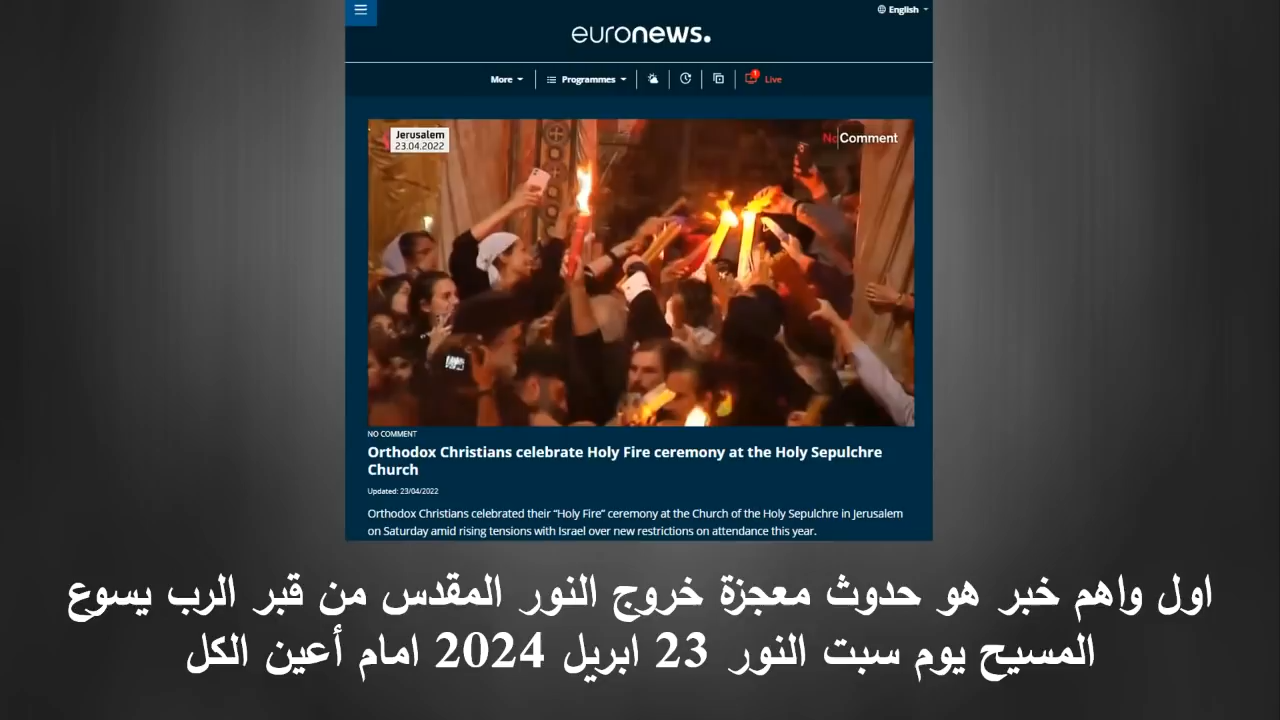 English
euronews.
More
Programmes
1
Live
Jerusalem
23.04.2022
No Comment
NO COMMENT
Orthodox Christians celebrate Holy Fire ceremony at the Holy Sepulchre
Church
Updated: 23/04/2022
Orthodox Christians celebrated their “Holy Fire” ceremony at the Church of the Holy Sepulchre in Jerusalem
on Saturday amid rising tensions with Israel over new restrictions on attendance this year.
اول واهم خبر هو حدوث معجزة خروج النور المقدس من قبر الرب يسوع
المسيح يوم سبت النور 23 ابريل 2024 امام أعين الكل